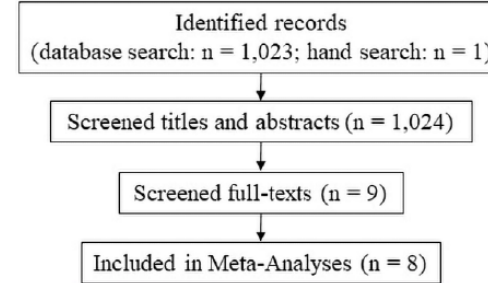 Identified records
(database search: n = 1,023; hand search: n = 1)
Screened titles and abstracts (n = 1,024)
Screened full-texts (n = 9)
Included in Meta-Analyses (n = 8)